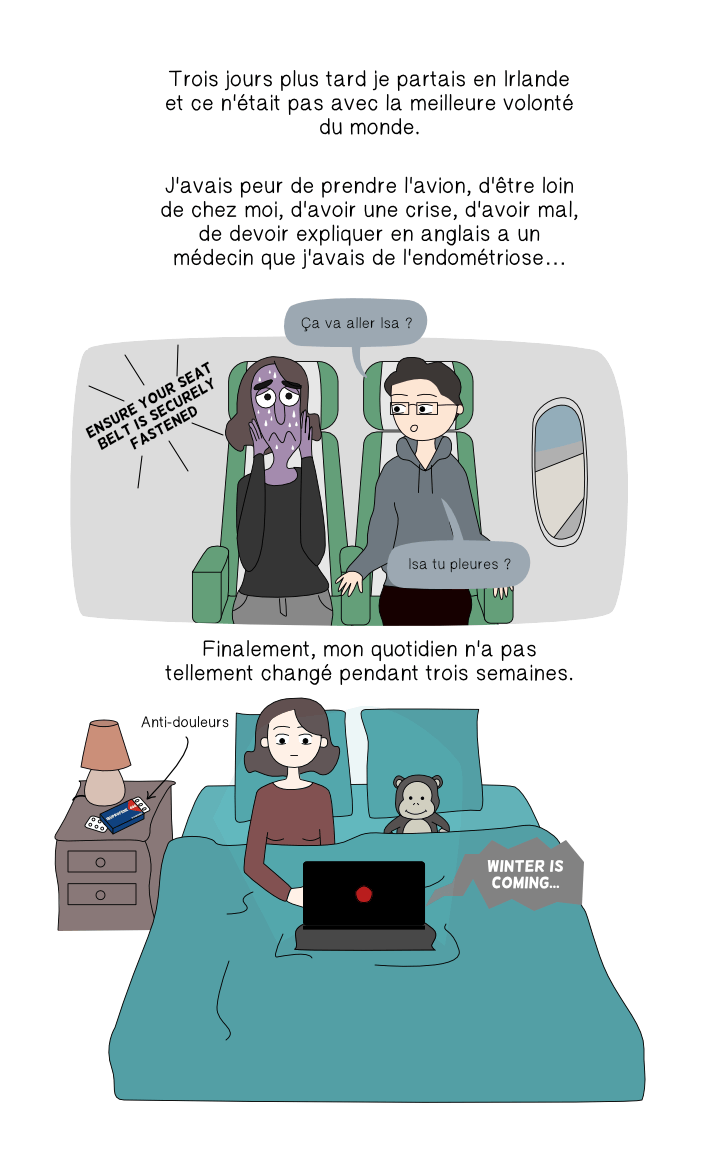 Trois jours plus tard je partais en Irlande
et ce n'était pas avec la meilleure volonté
du monde.
J'avais peur de prendre l'avion, d'être loin
de chez moi, d'avoir une crise, d'avoir mal,
de devoir expliquer en anglais a un
médecin que j'avais de l'endométriose...
Ça va aller Isa ?
ENSURE YOUR SEAT
BELT IS SECURELY
FASTENED
Isa tu pleures ?
Finalement, mon quotidien n'a pas
tellement changé pendant trois semaines.
Anti-douleurs
WINTER IS
COMING...